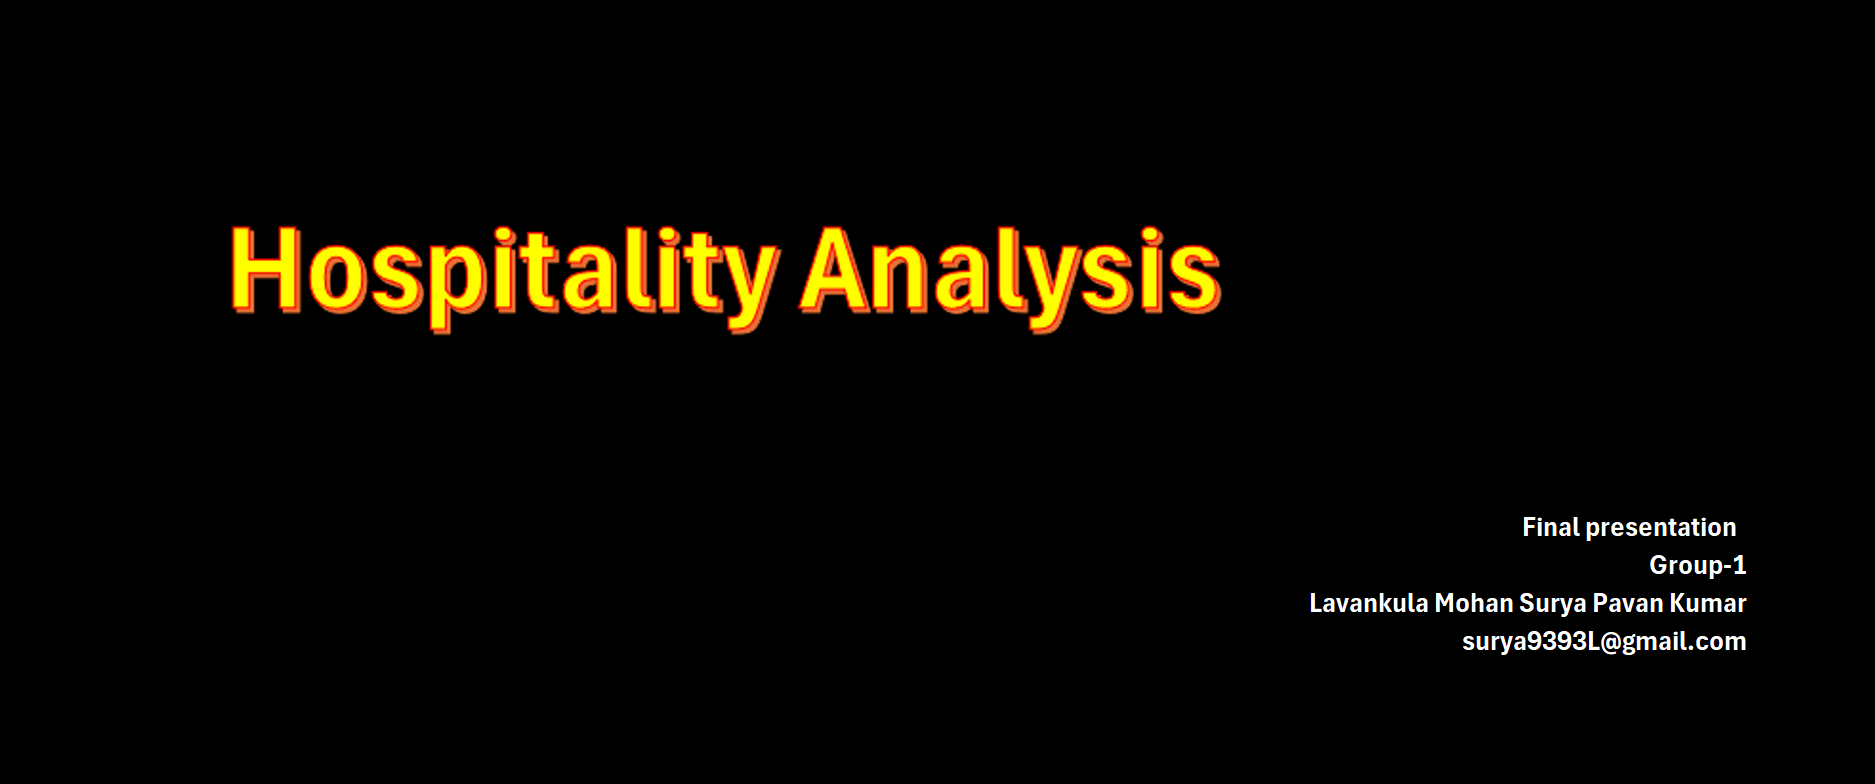 Hospitality Analysis
Final presentation
Group-1
Lavankula Mohan Surya Pavan Kumar
surya9393L@gmail.com